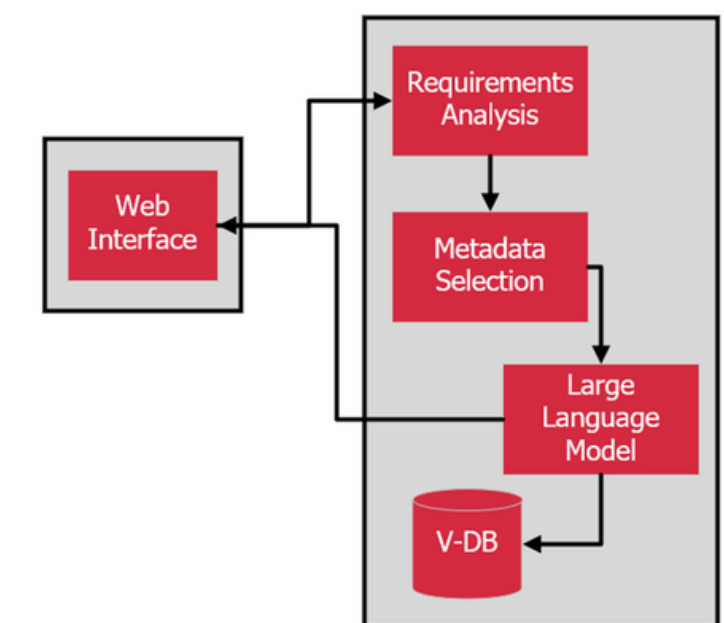 Requirements
Analysis
Web
Interface
Metadata
Selection
Large
Language
Model
V-DB